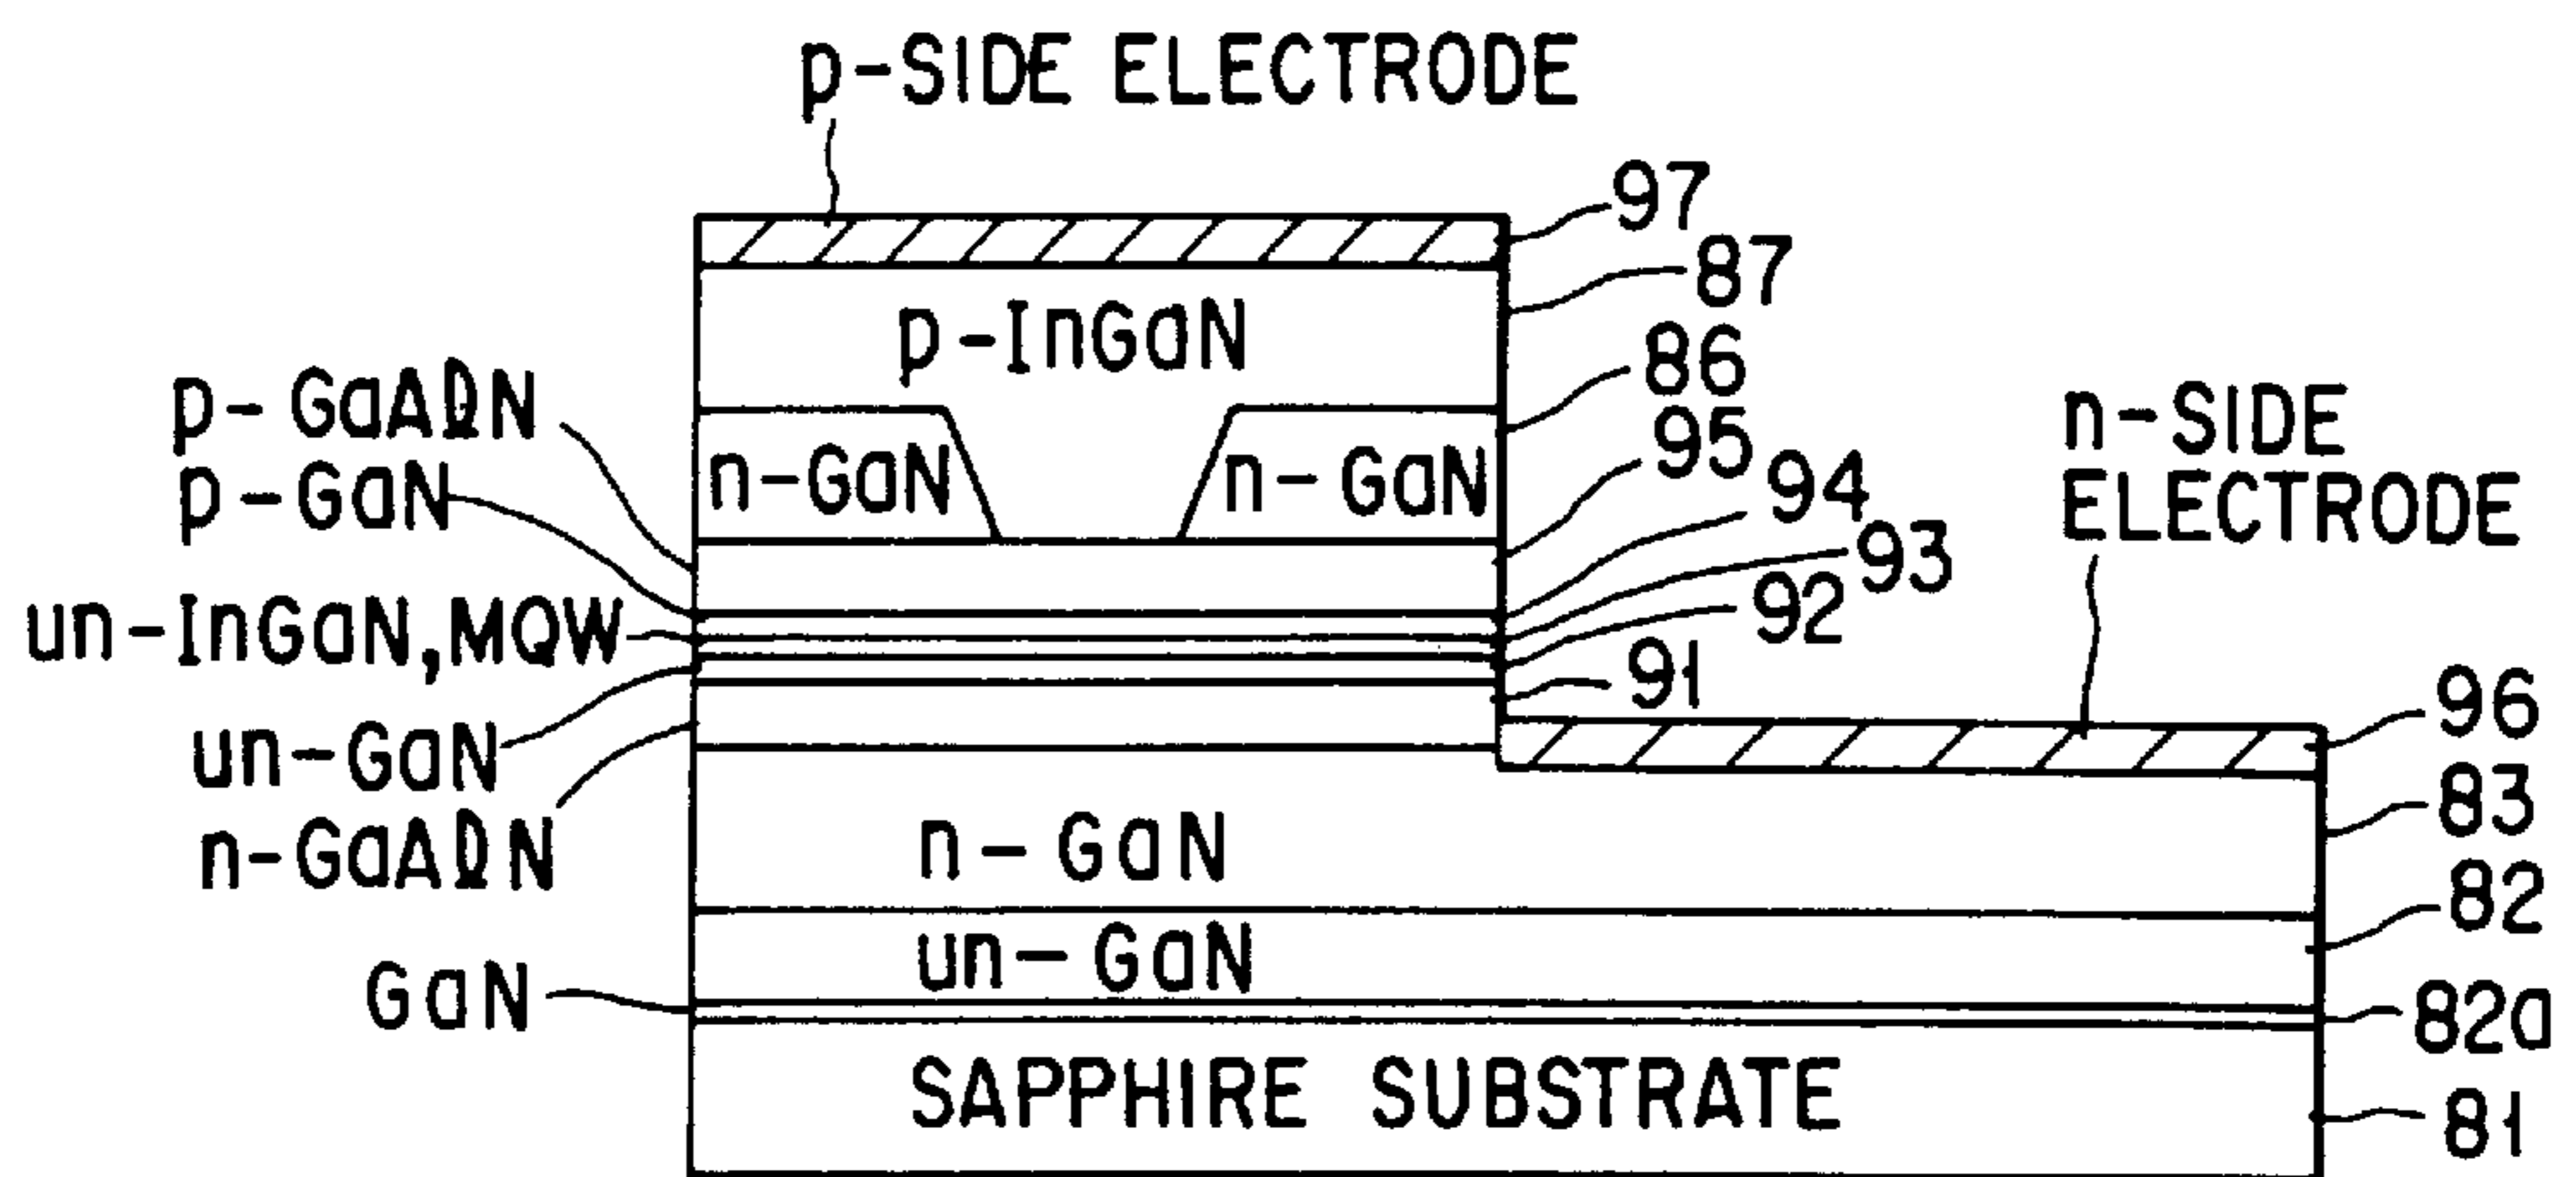 p-SIDE ELECTRODE
97
87
p-InGaN
86
p-GaAlN
n-GaN
n-GaN
95
n-SIDE
ELECTRODE
p-GaN
94
93
un-InGaN,MQW
92
91
un-GaN
96
n-GaAlN
n-GaN
83
82
un-GaN
GaN
82a
SAPPHIRE SUBSTRATE
81